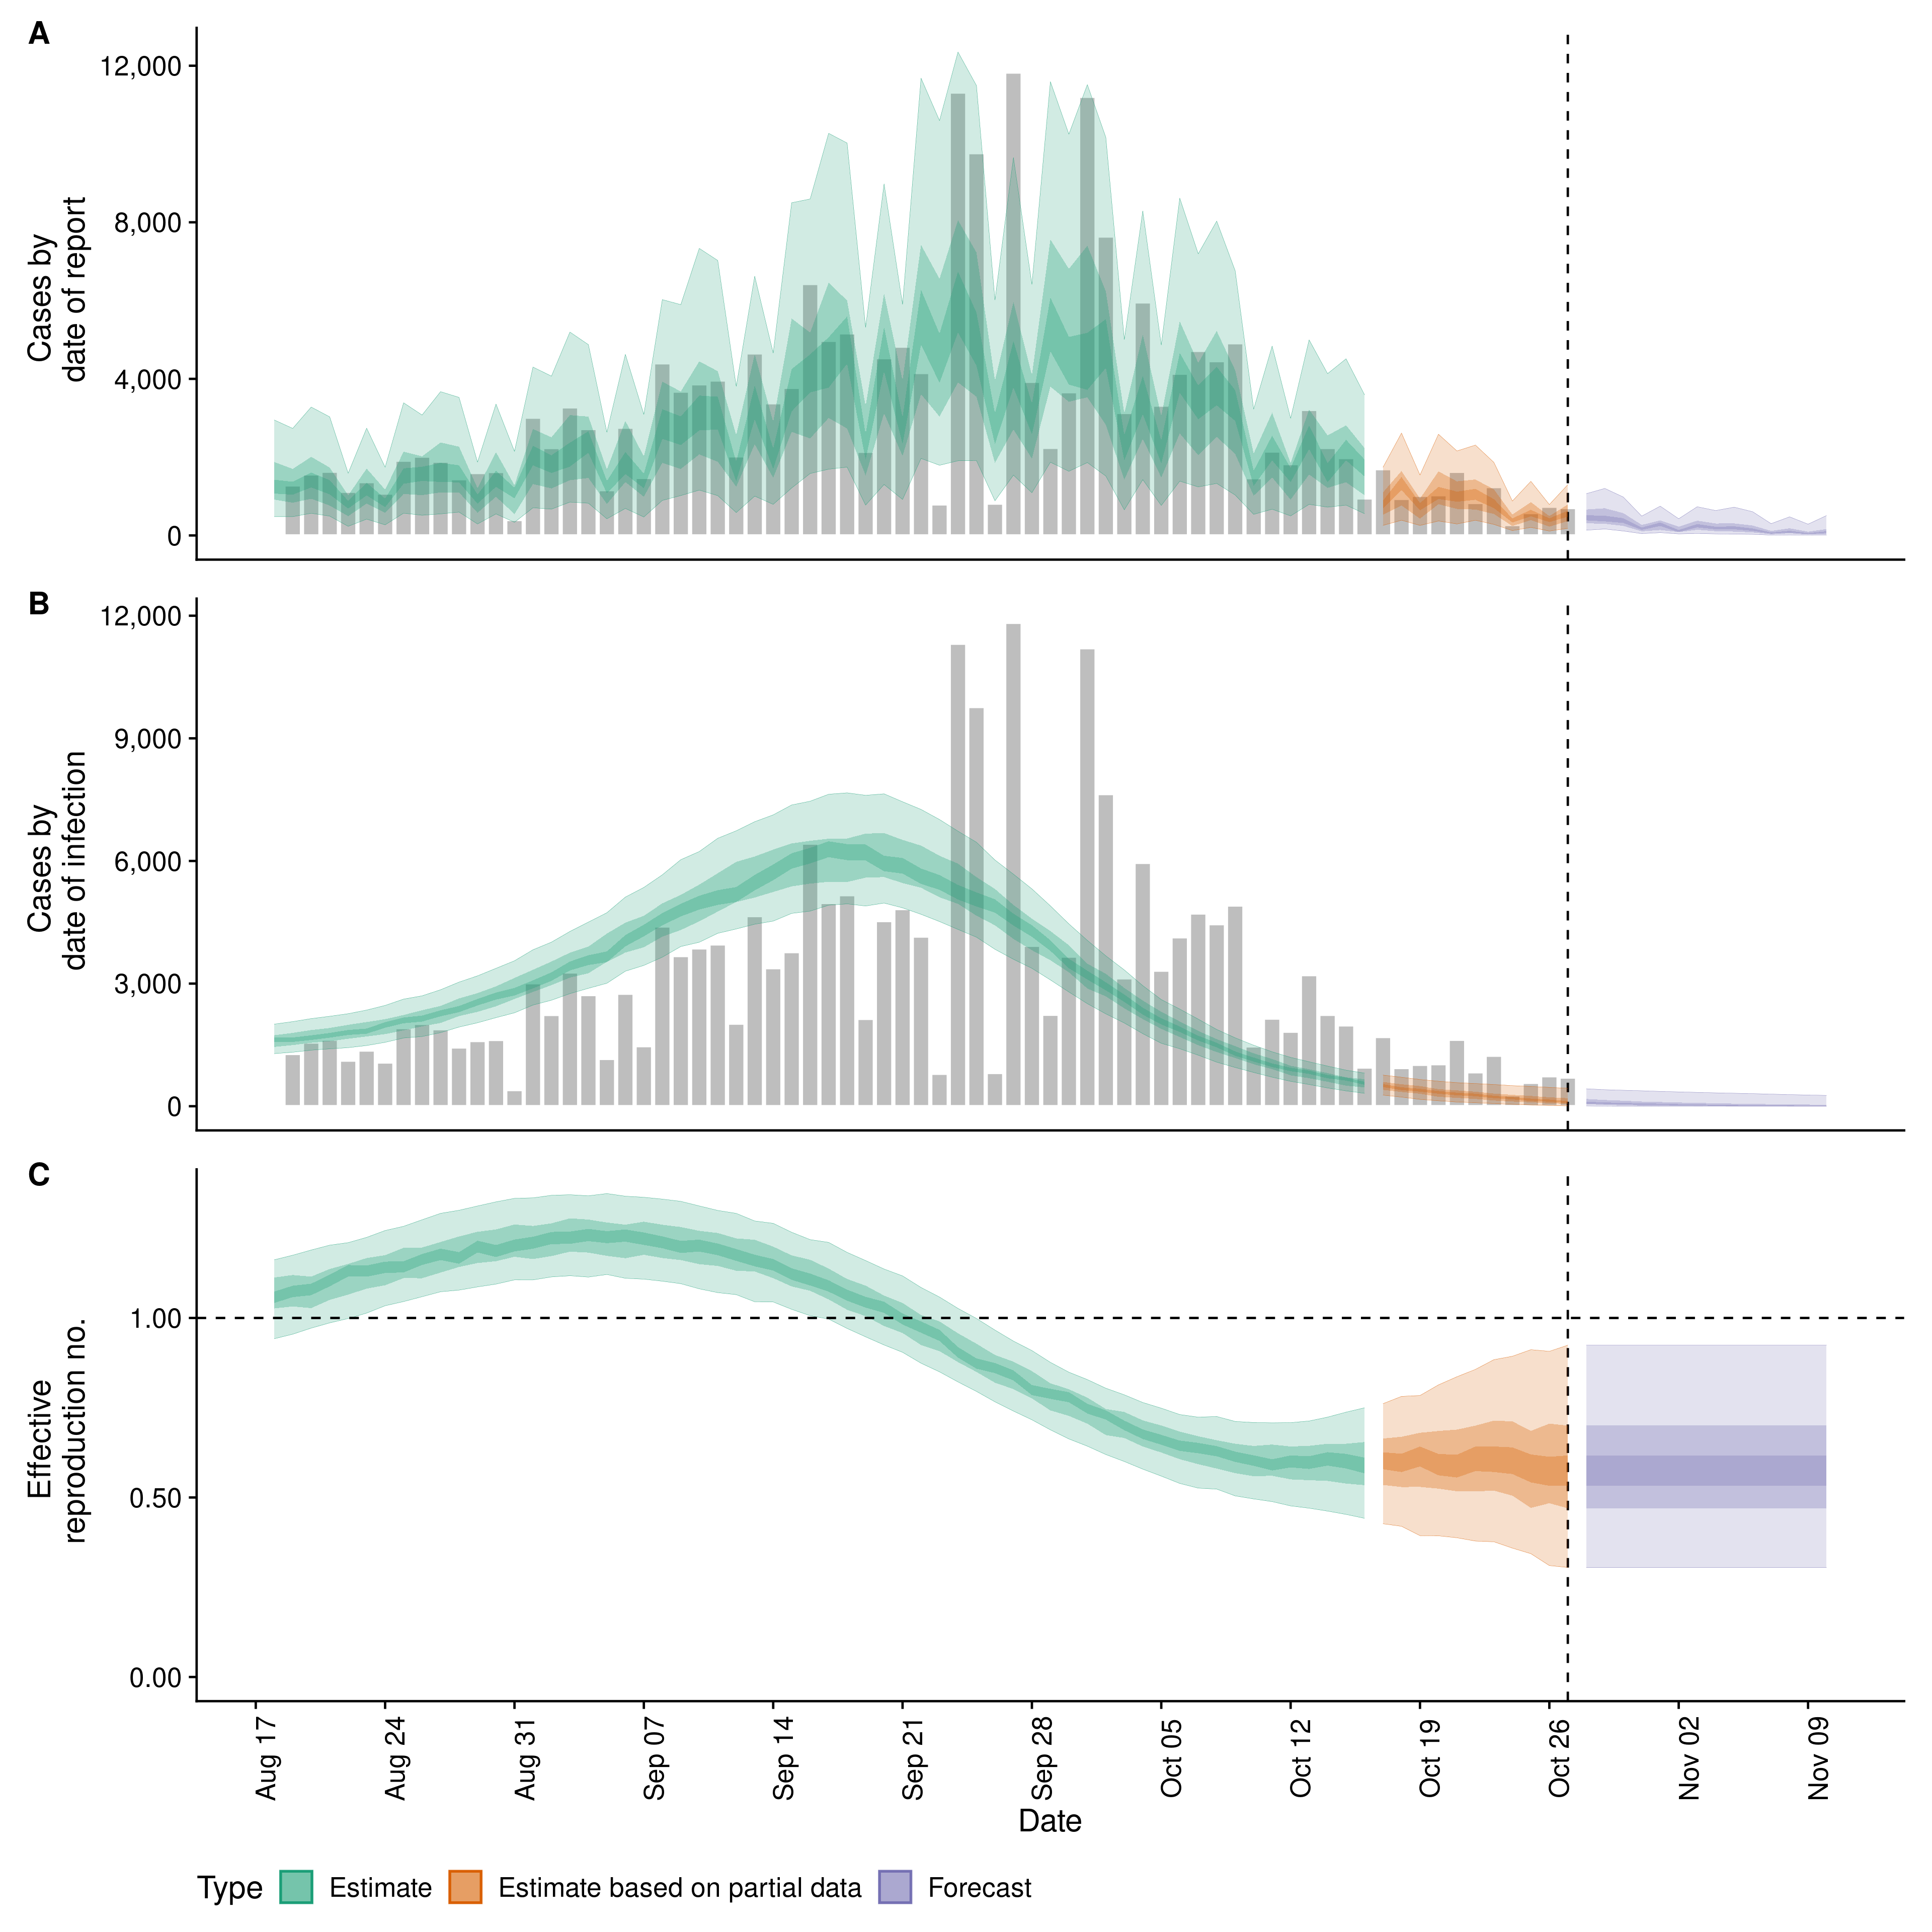 A
12,000
8,000
4,000
0
Cases by
date of report
B
12,000
9,000
6,000
3,000
0
Cases by
date of infection
C
1.00
0.50
0.00
Effective
reproduction no.
Aug 17
Aug 24
Aug 31
Sep 07
Sep 14
Sep 21
Sep 28
Oct 05
Oct 12
Oct 19
Oct 26
Nov 02
Nov 09
Date
Type Estimate Estimate based on partial data Forecast